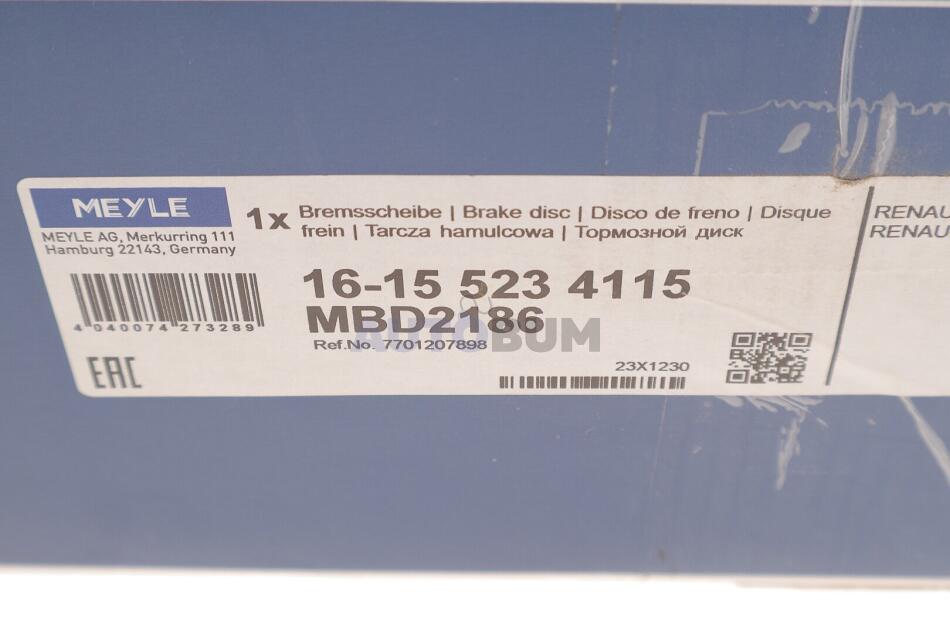 MEYLE
MEYLE AG, Merkurring 111
Hamburg 22143, Germany
4 040074 273289
EAC
1x
Bremsscheibe | Brake disc | Disco de freno | Disque
frein | Tarcza hamulcowa | Тормозной диск
16-15 523 4115
MBD2186
AUTOBUM
Ref.No. 7701207898
23X1230
RENAU
RENAU